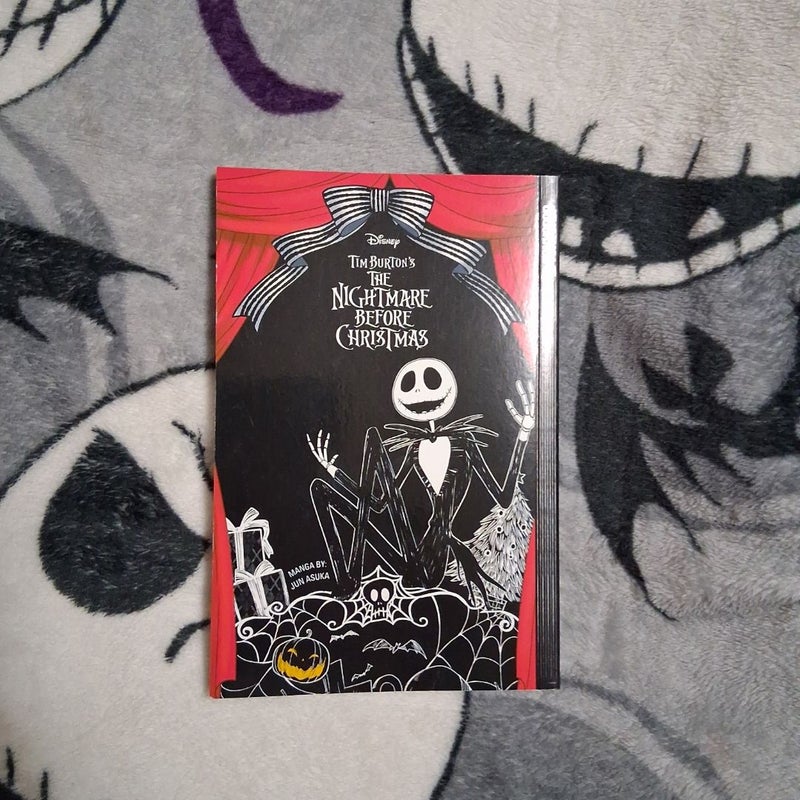 Disney
TIM BURTON'S
THE
NIGHTMARE
BEFORE
CHRISTMAS
MANGA BY:
JUN ASUKA